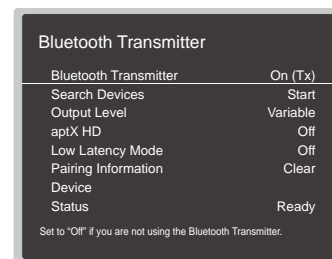 Bluetooth Transmitter
Bluetooth Transmitter On (Tx)
Search Devices Start
Output Level Variable
aptX HD Off
Low Latency Mode Off
Pairing Information Clear
Device
Status Ready
Set to “Off” if you are not using the Bluetooth Transmitter.